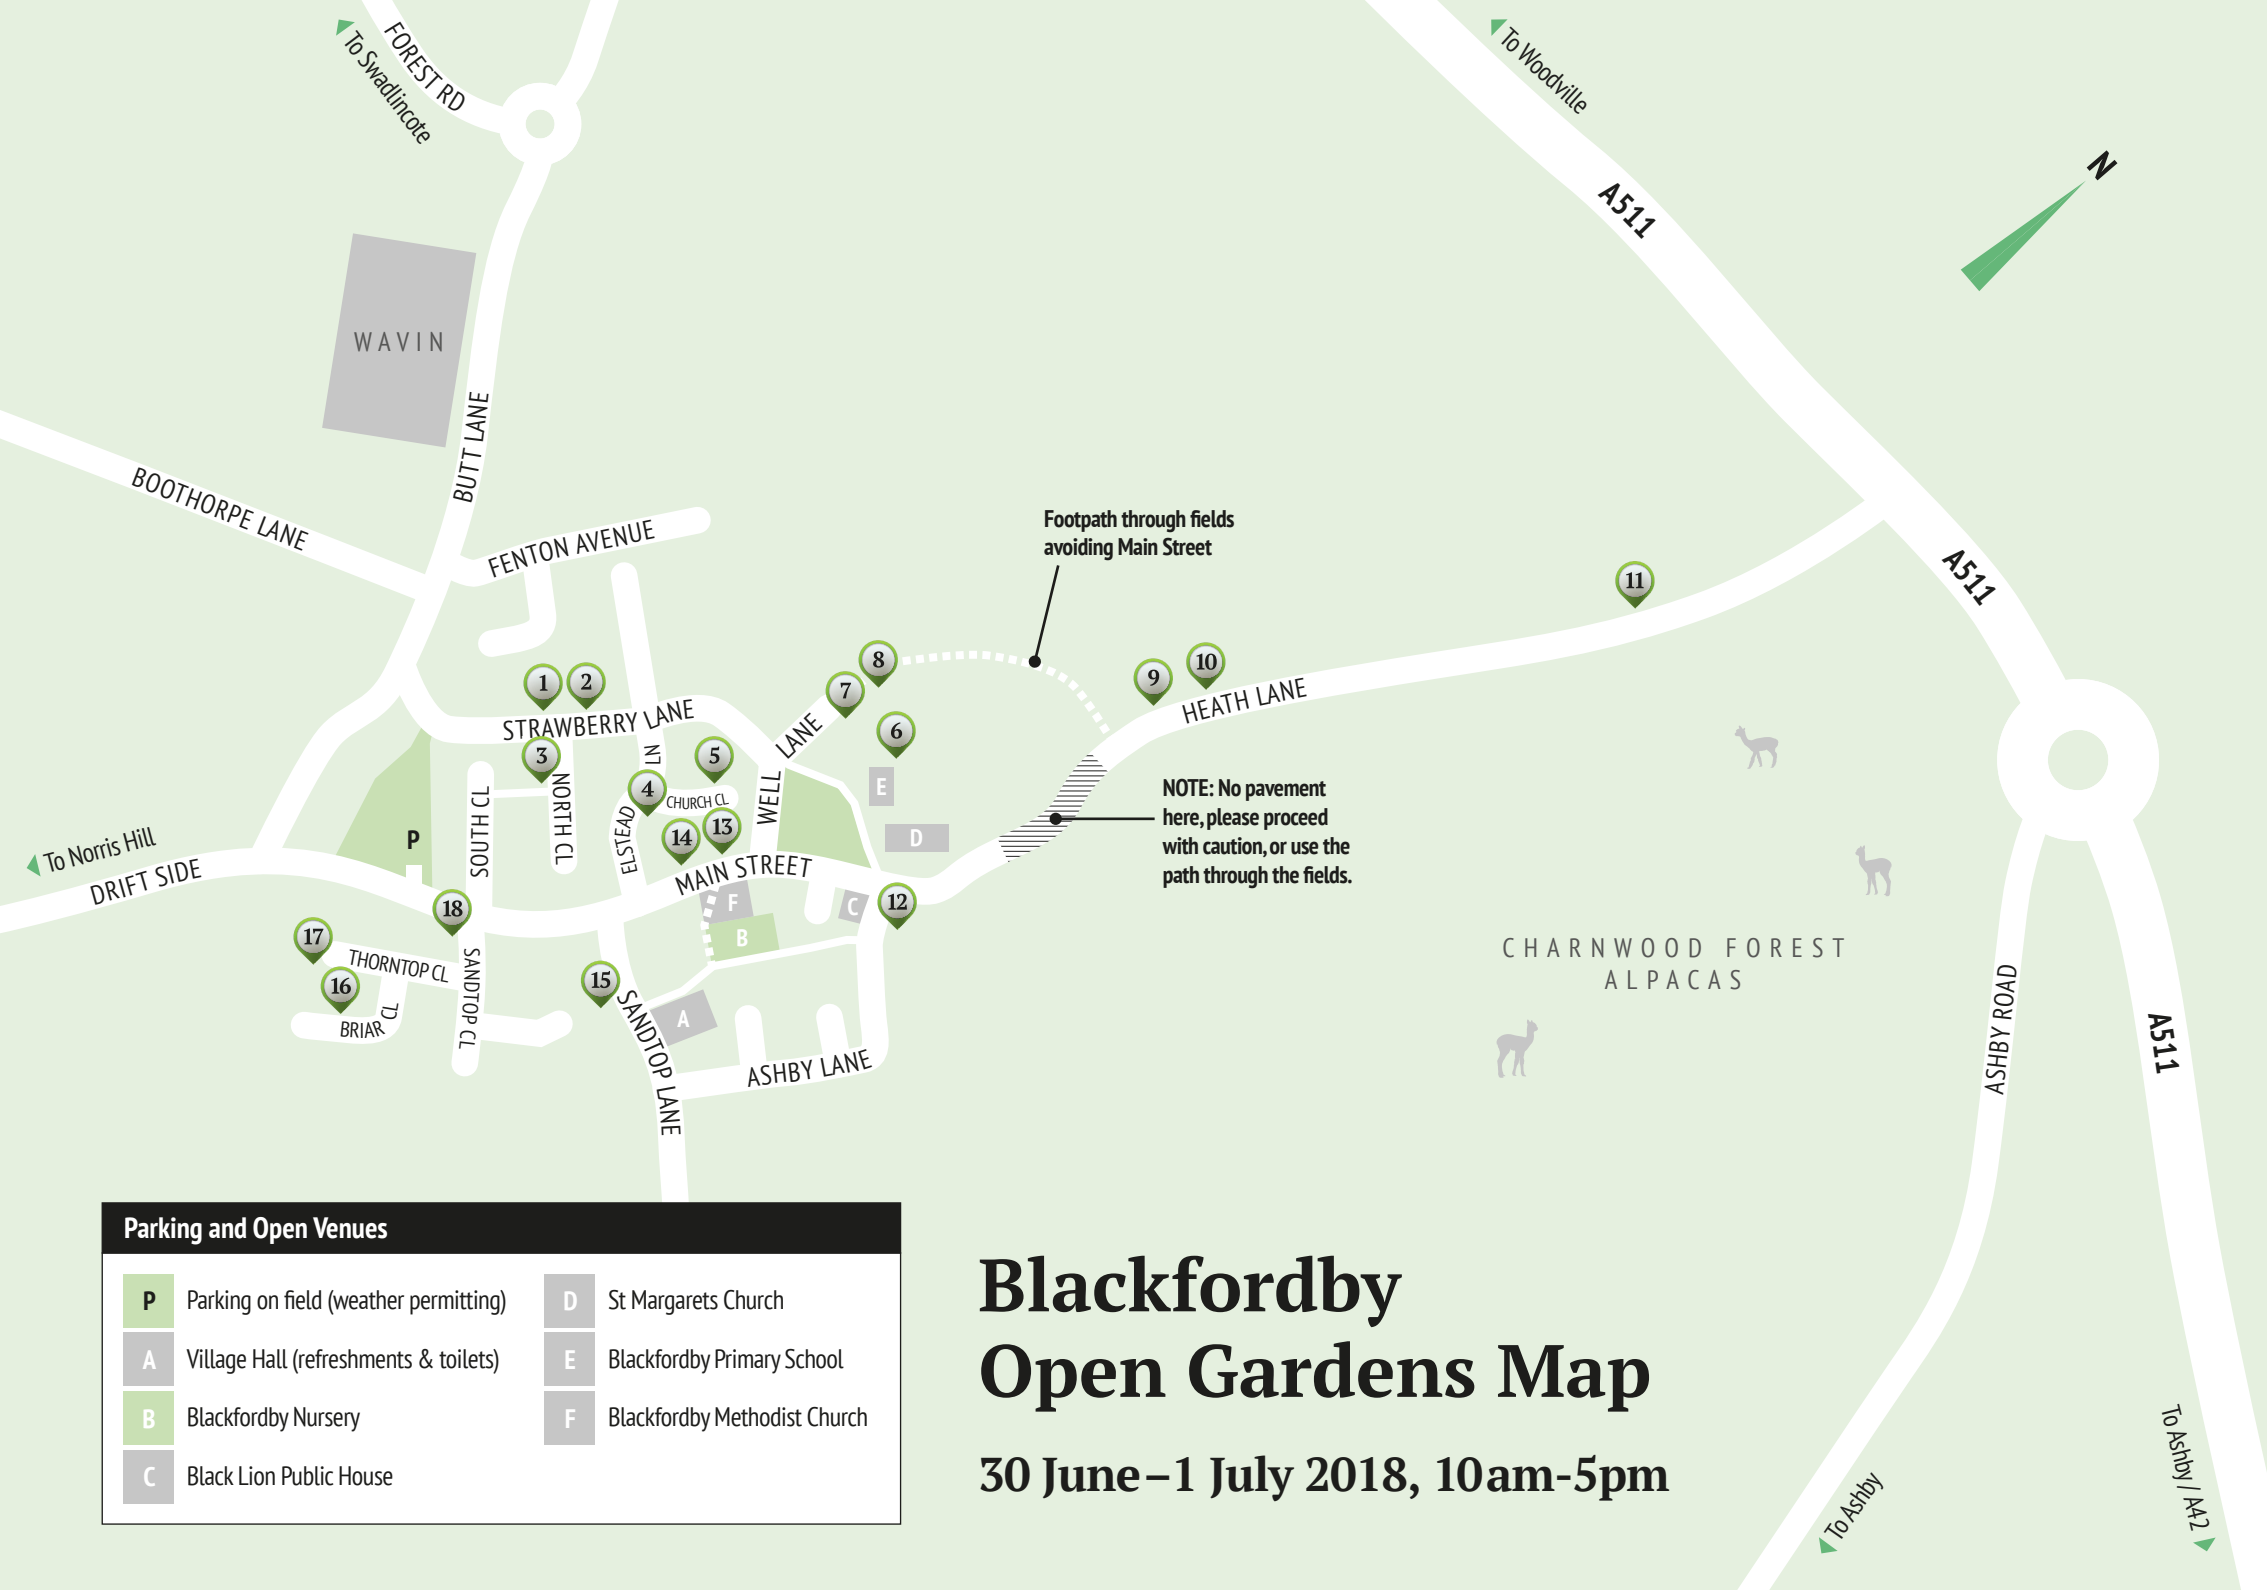 To Swadlincote
FOREST RD
To Woodville
A511
N
WAVIN
BUTT LANE
BOOTHORPE LANE
FENTON AVENUE
Footpath through fields
avoiding Main Street
A511
11
8
7
9
10
1
2
6
HEATH LANE
STRAWBERRY LANE
LANE
WELL
3
LN
5
4
ELSTEAD
CHURCH CL
NORTH CL
SOUTH CL
E
D
NOTE: No pavement
here, please proceed
with caution, or use the
path through the fields.
P
14
13
To Norris Hill
DRIFT SIDE
MAIN STREET
F
C
12
B
18
17
THORNTOP CL
16
BRIAR CL
SANDTOP CL
15
SANDTOP LANE
A
ASHBY LANE
CHARNWOOD FOREST
ALPACAS
ASHBY ROAD
A511
Parking and Open Venues
P Parking on field (weather permitting)
A Village Hall (refreshments & toilets)
B Blackfordby Nursery
C Black Lion Public House
D St Margarets Church
E Blackfordby Primary School
F Blackfordby Methodist Church
Blackfordby
Open Gardens Map
30 June–1 July 2018, 10am-5pm
To Ashby
To Ashby / A42